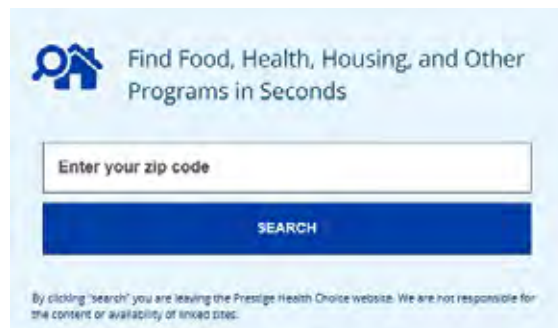 Find Food, Health, Housing, and Other
Programs in Seconds
Enter your zip code
SEARCH
By clicking "search" you are leaving the Prestige Health Choice website. We are not responsible for
the content or availability of linked sites.